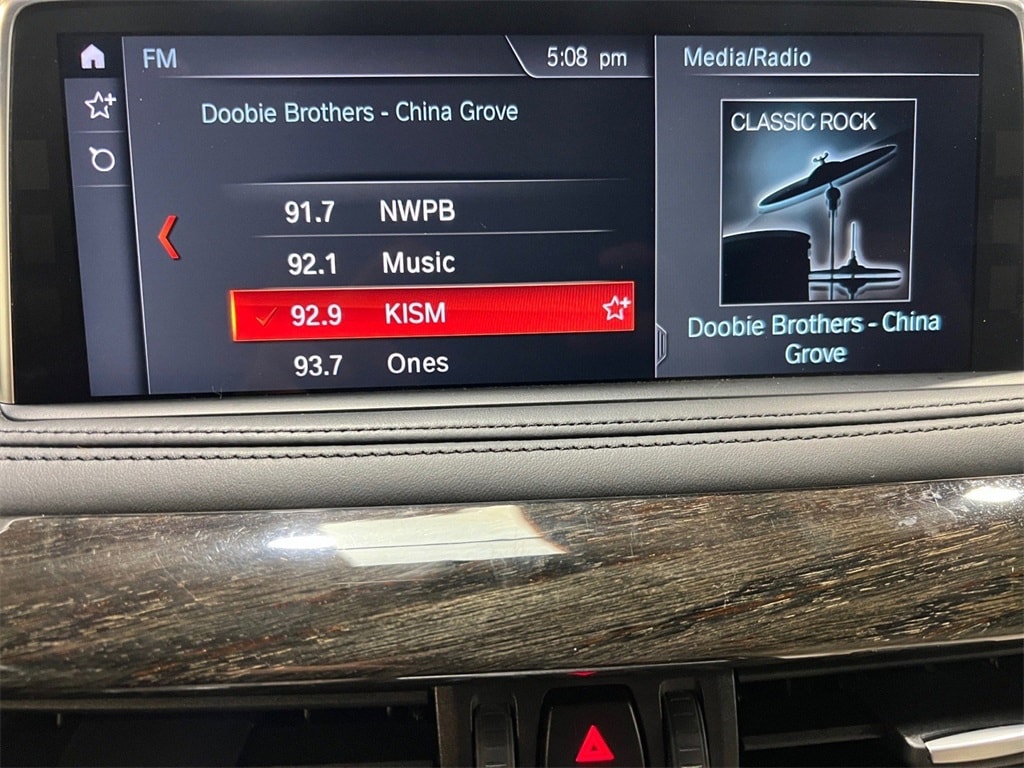 FM
5:08 pm
Media/Radio
Doobie Brothers - China Grove
91.7 NWPB
92.1 Music
92.9 KISM
93.7 Ones
CLASSIC ROCK
Doobie Brothers - China
Grove